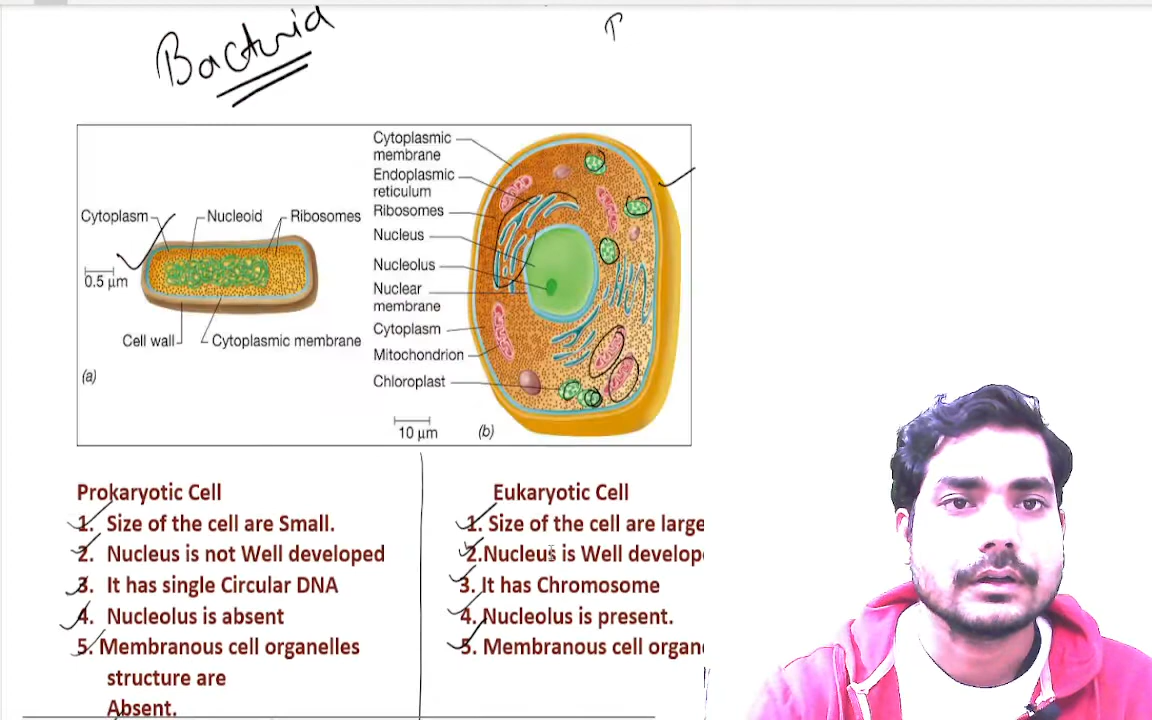 Bacteria
Cytoplasm
Nucleoid
Ribosomes
0.5 μm
Cell wall
Cytoplasmic membrane
(a)
Cytoplasmic
membrane
Endoplasmic
reticulum
Ribosomes
Nucleus
Nucleolus
Nuclear
membrane
Cytoplasm
Mitochondrion
Chloroplast
10 μm
(b)
Prokaryotic Cell
1. Size of the cell are Small.
2. Nucleus is not Well developed
3. It has single Circular DNA
4. Nucleolus is absent
5. Membranous cell organelles
structure are
Absent.
Eukaryotic Cell
1. Size of the cell are large
2.Nucleus is Well develop
3. It has Chromosome
4. Nucleolus is present.
5. Membranous cell organ